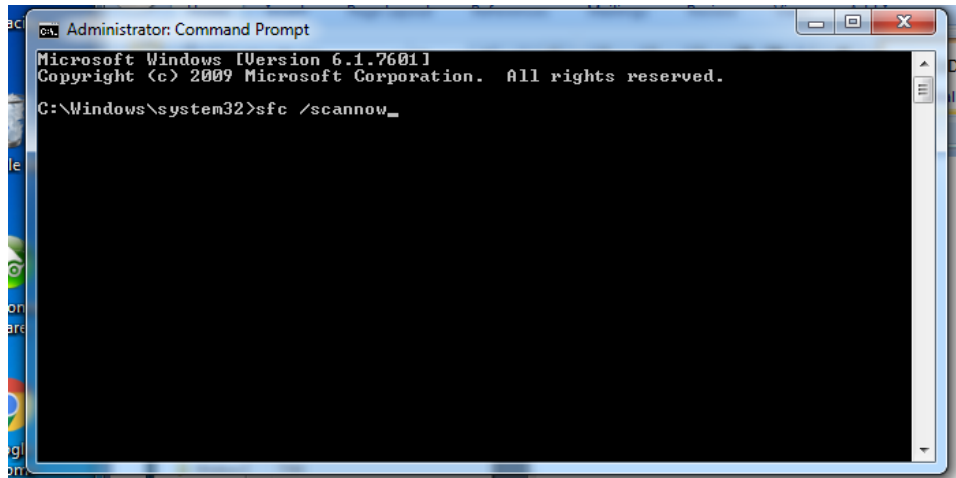 Administrator: Command Prompt
Microsoft Windows [Version 6.1.7601]
Copyright (c) 2009 Microsoft Corporation.  All rights reserved.
C:\Windows\system32>sfc /scannow_